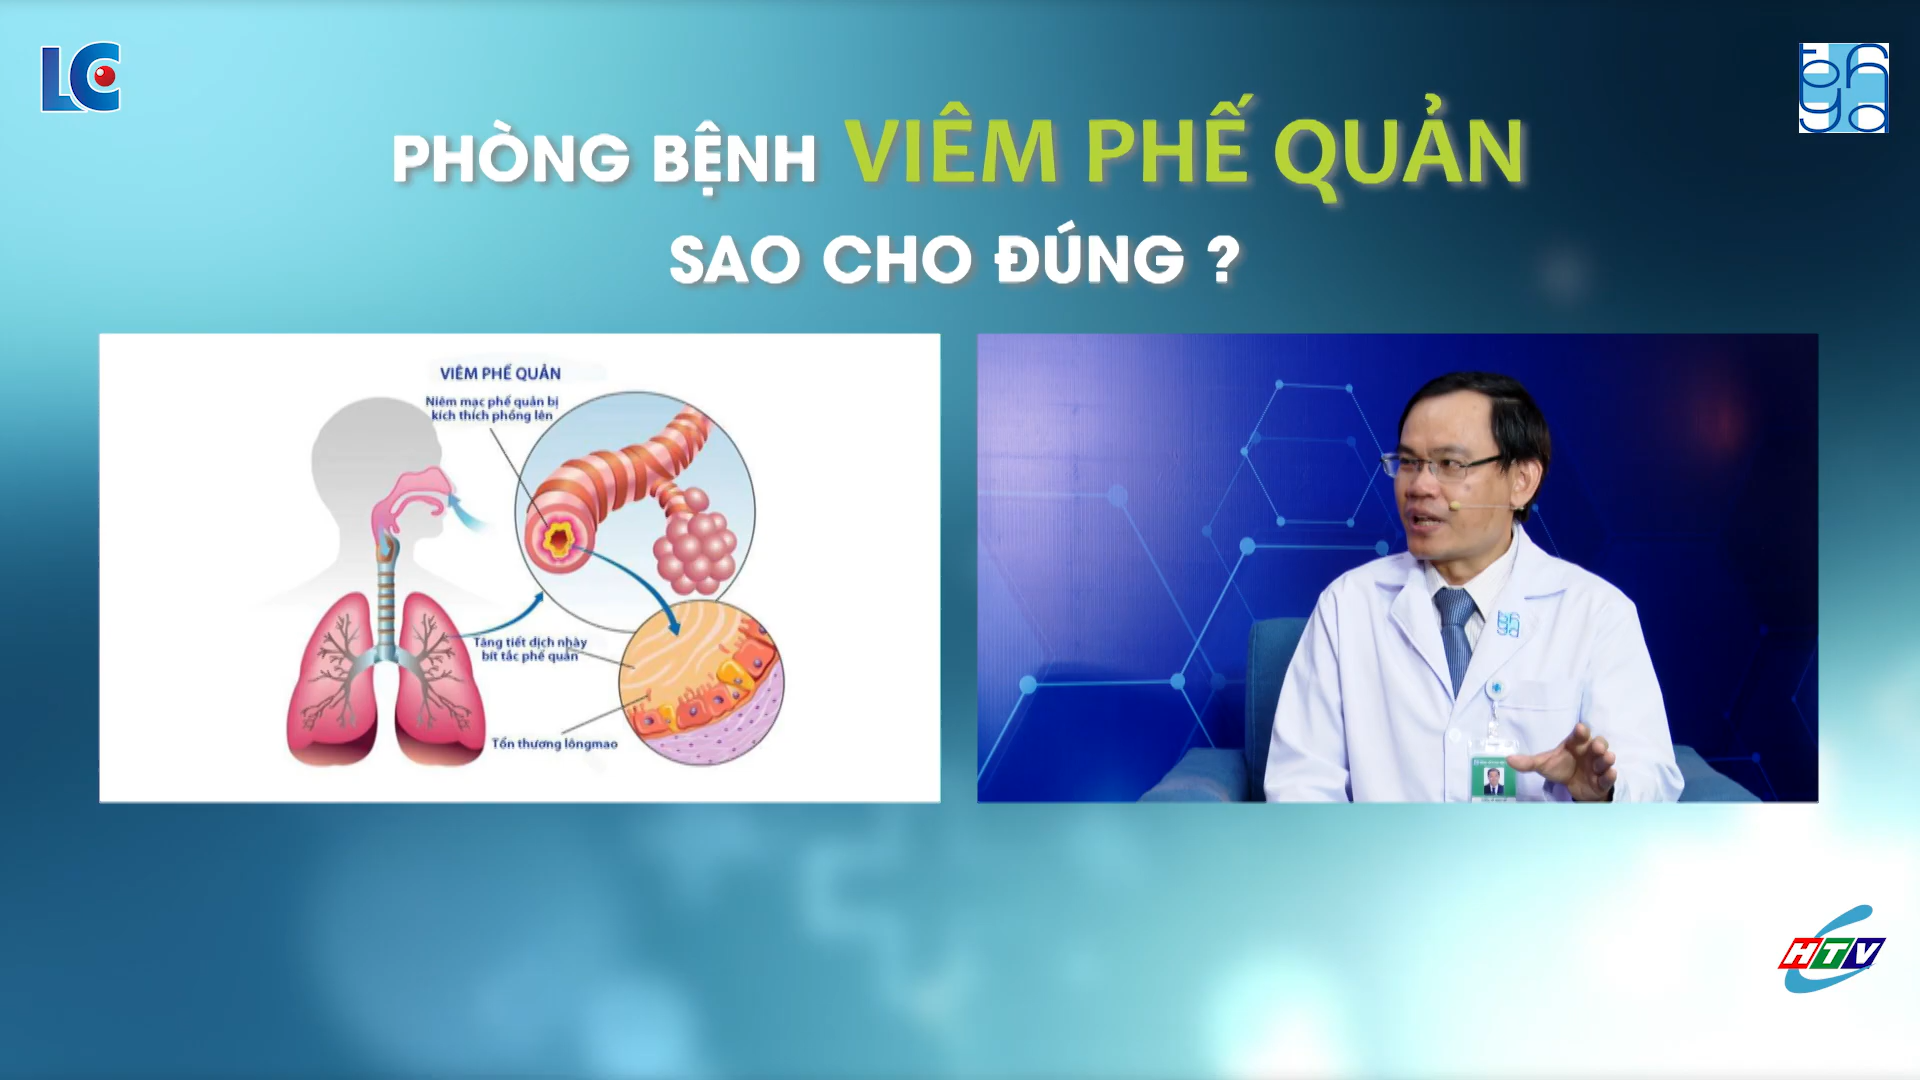 LC
PHÒNG BỆNH VIÊM PHẾ QUẢN
SAO CHO ĐÚNG ?
VIÊM PHẾ QUẢN
Niêm mạc phế quản bị
kích thích phồng lên
Tăng tiết dịch nhày
bít tắc phế quản
Tổn thương lôngmao
HTV